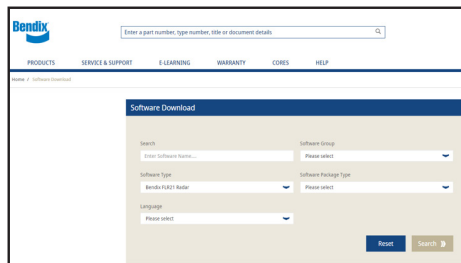 Bendix
Enter a part number, type number, title or document details
PRODUCTS SERVICE & SUPPORT E-LEARNING WARRANTY CORES HELP
Home / Software Download
Software Download
Search Software Group
Enter Software Name... Please select
Software Type Software Package Type
Bendix FLR21 Radar Please select
Language
Please select
Reset Search